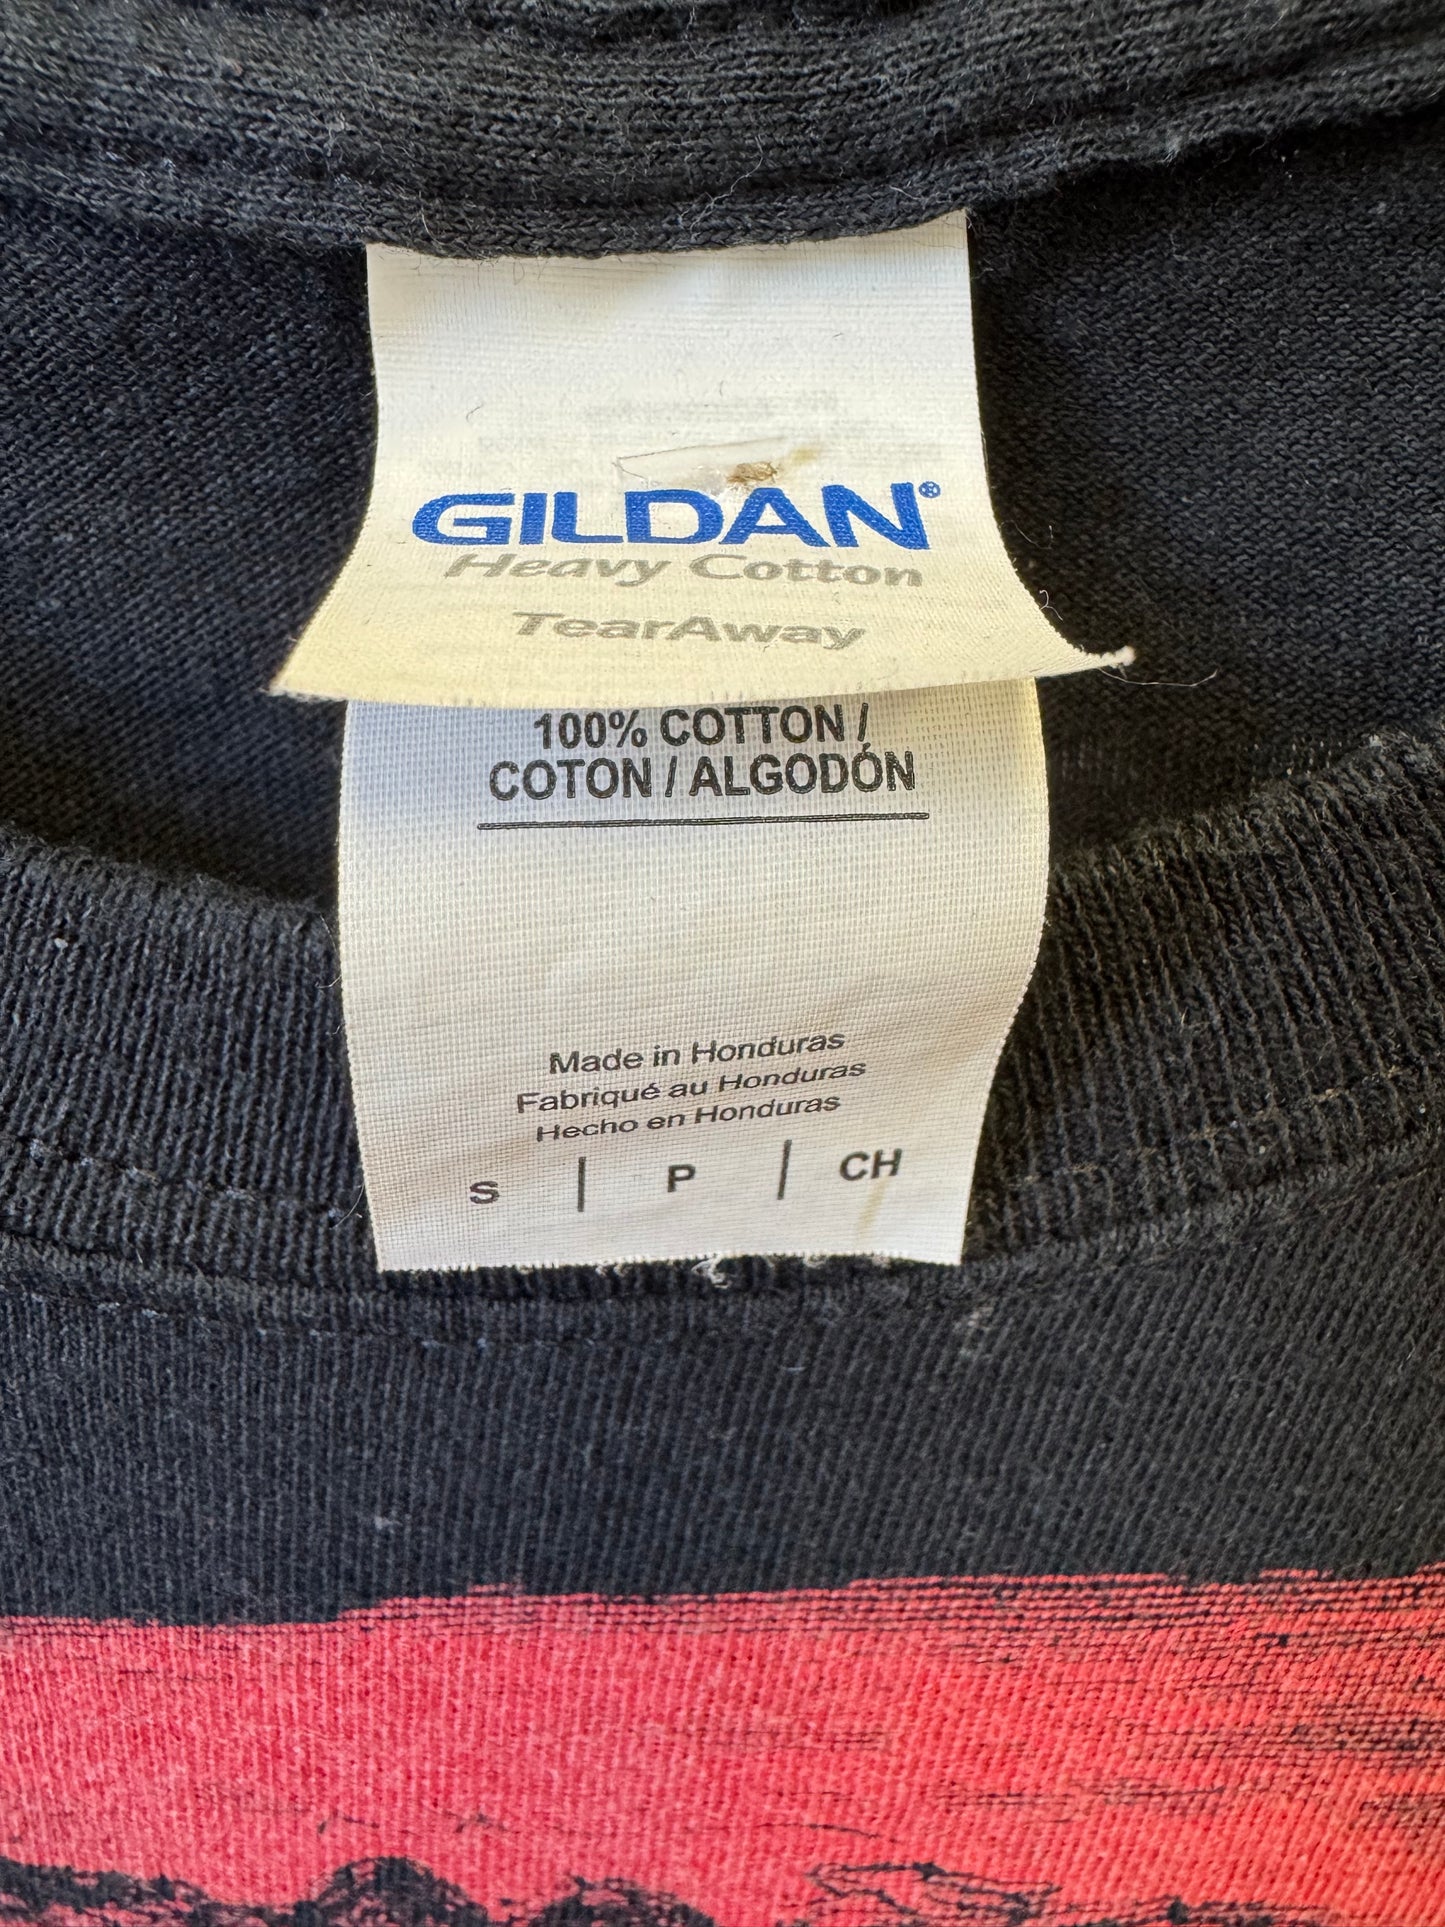 GILDAN®
Heavy Cotton
TearAway
100% COTTON /
COTON / ALGODÓN
Made in Honduras
Fabriqué au Honduras
Hecho en Honduras
S | P | CH